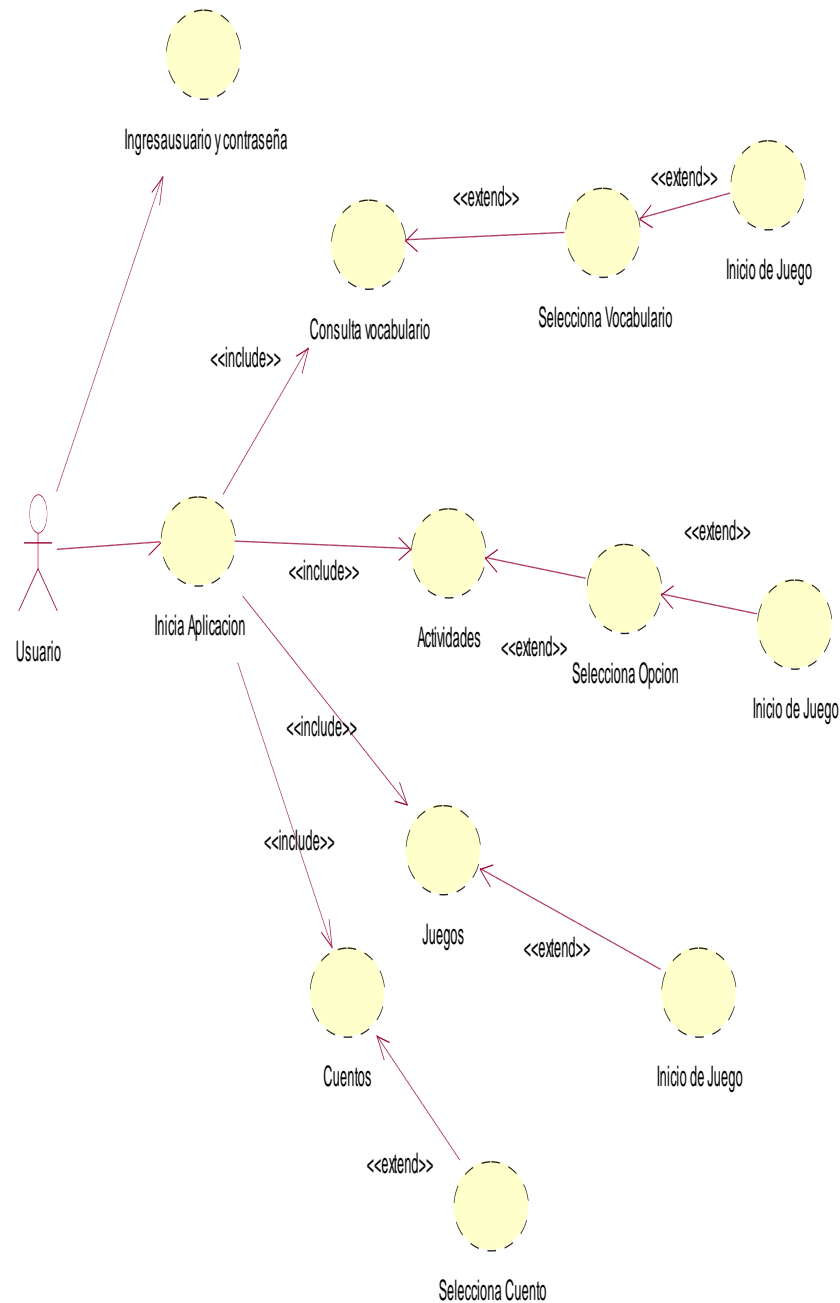 Ingresausuario y contraseña
<<extend>>
<<extend>>
Inicio de Juego
Selecciona Vocabulario
Consulta vocabulario
<<include>>
<<extend>>
<<include>>
Inicia Aplicacion
Actividades
<<extend>>
Usuario
Selecciona Opcion
Inicio de Juego
<<include>>
<<include>>
Juegos
<<extend>>
Cuentos
Inicio de Juego
<<extend>>
Selecciona Cuento